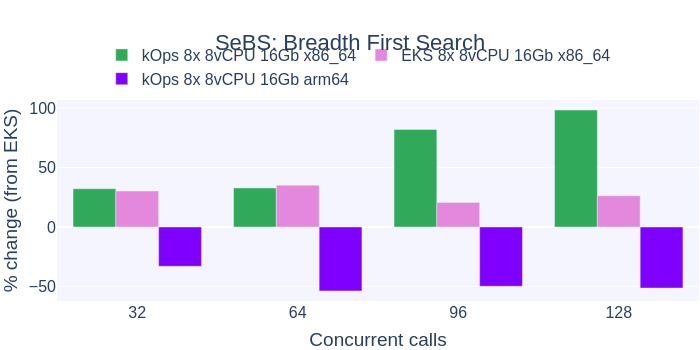 SeBS: Breadth First Search
kOps 8x 8vCPU 16Gb x86_64 EKS 8x 8vCPU 16Gb x86_64
kOps 8x 8vCPU 16Gb arm64
% change (from EKS)
100
50
0
−50
32 64 96 128
Concurrent calls